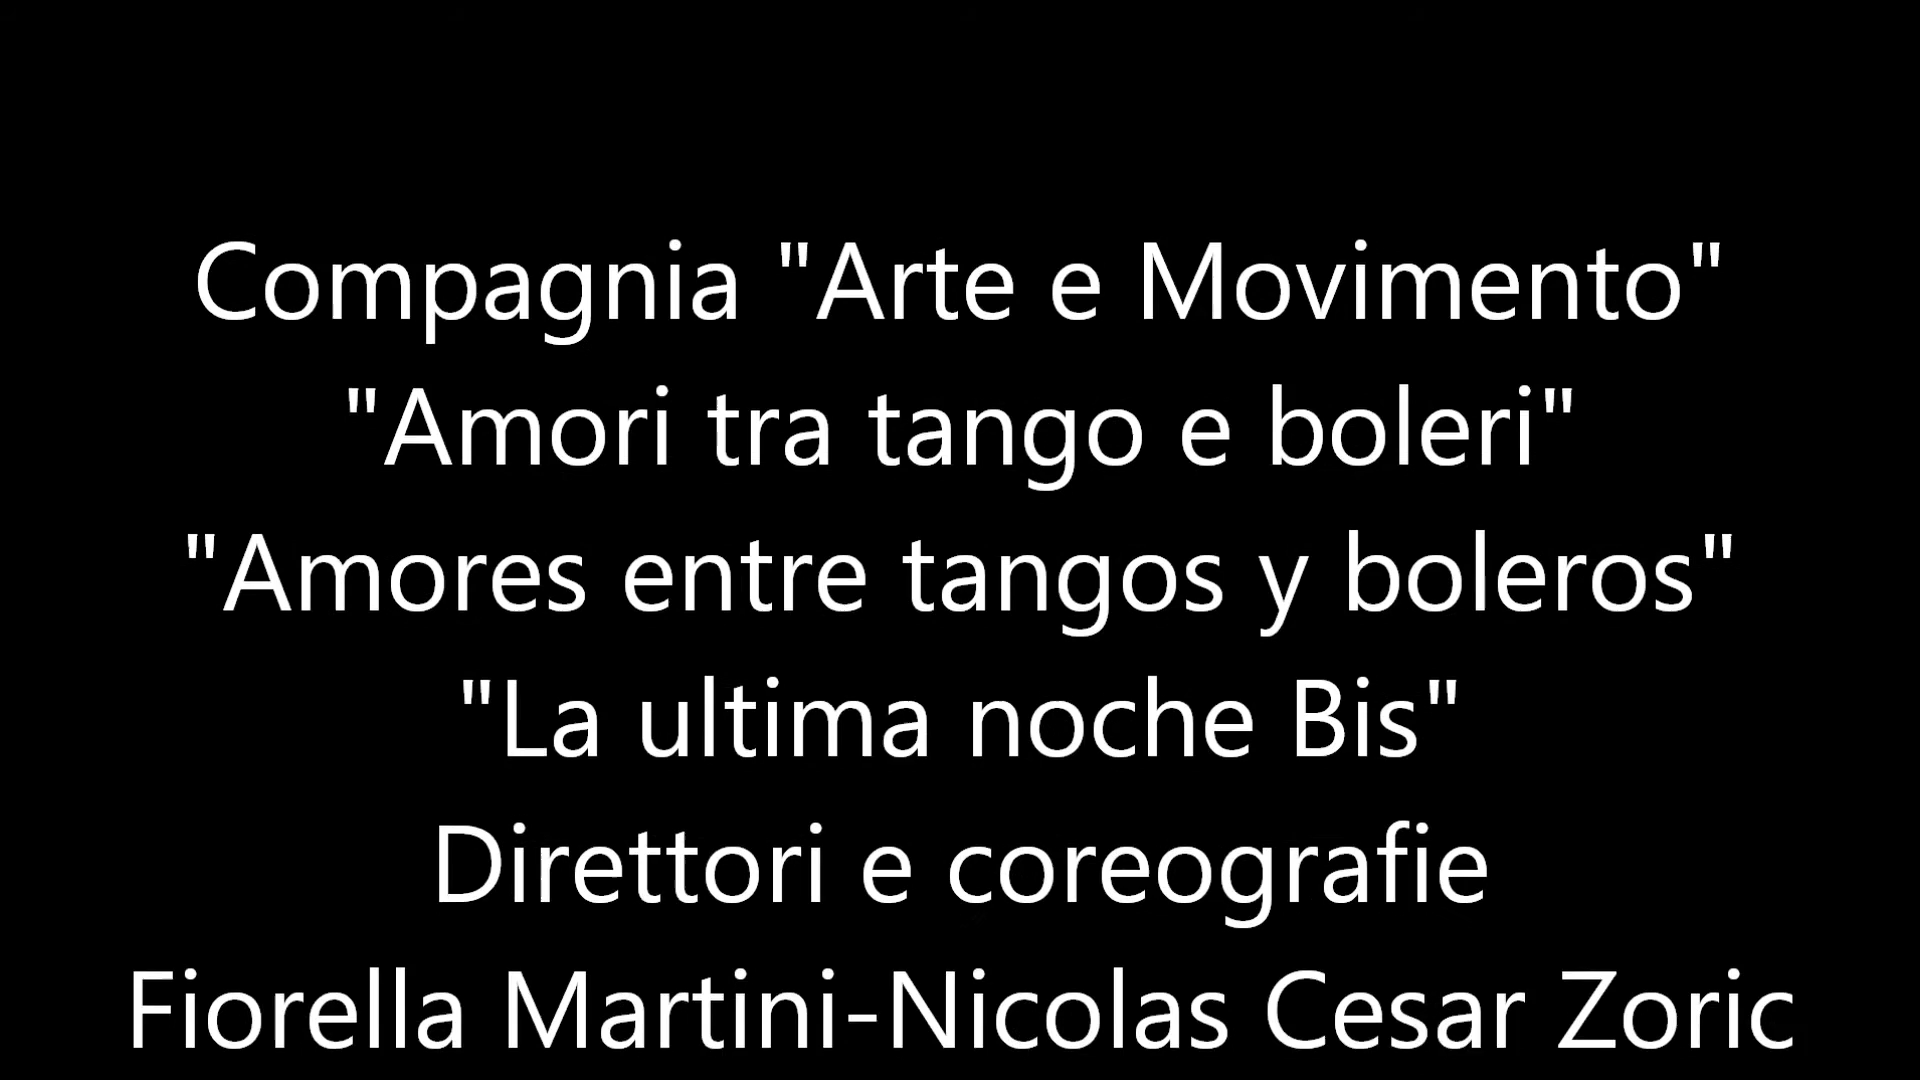 Compagnia "Arte e Movimento"
"Amori tra tango e boleri"
"Amores entre tangos y boleros"
"La ultima noche Bis"
Direttori e coreografie
Fiorella Martini-Nicolas Cesar Zoric